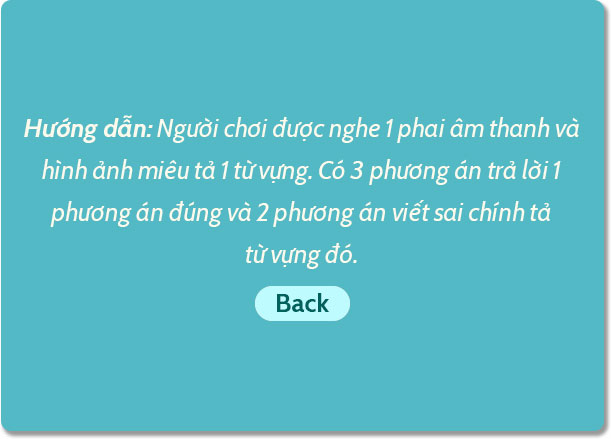 Hướng dẫn: Người chơi được nghe 1 phai âm thanh và
hình ảnh miêu tả 1 từ vựng. Có 3 phương án trả lời 1
phương án đúng và 2 phương án viết sai chính tả
từ vựng đó.
Back